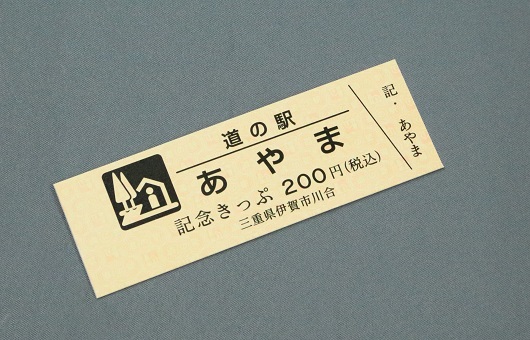 道の駅
あやま
記念きっぷ 200円(税込)
三重県伊賀市川合
記・あやま